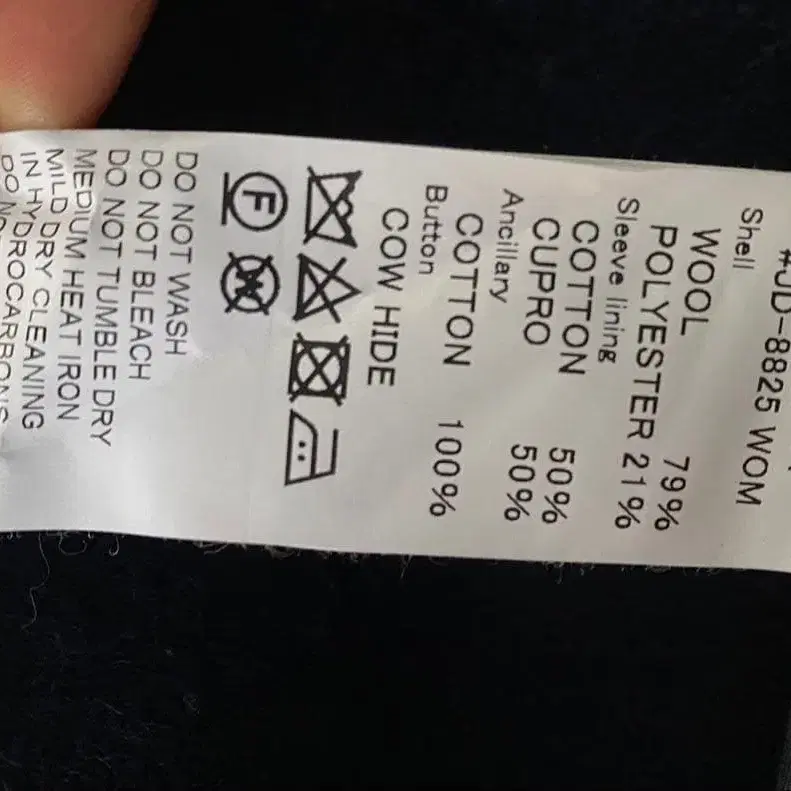 #JD-8825 WOM
Shell
WOOL 79%
POLYESTER 21%
Sleeve lining
COTTON 50%
CUPRO 50%
Ancillary
COTTON 100%
Button
COW HIDE
F W
DO NOT WASH
DO NOT BLEACH
DO NOT TUMBLE DRY
MEDIUM HEAT IRON
MILD DRY CLEANING
IN HYDROCARBONS